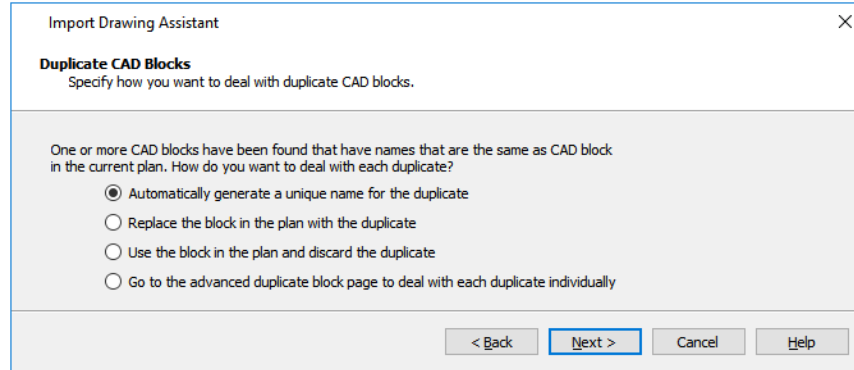 Import Drawing Assistant
Duplicate CAD Blocks
Specify how you want to deal with duplicate CAD blocks.
One or more CAD blocks have been found that have names that are the same as CAD block
in the current plan. How do you want to deal with each duplicate?
Automatically generate a unique name for the duplicate
Replace the block in the plan with the duplicate
Use the block in the plan and discard the duplicate
Go to the advanced duplicate block page to deal with each duplicate individually
< Back Next > Cancel Help